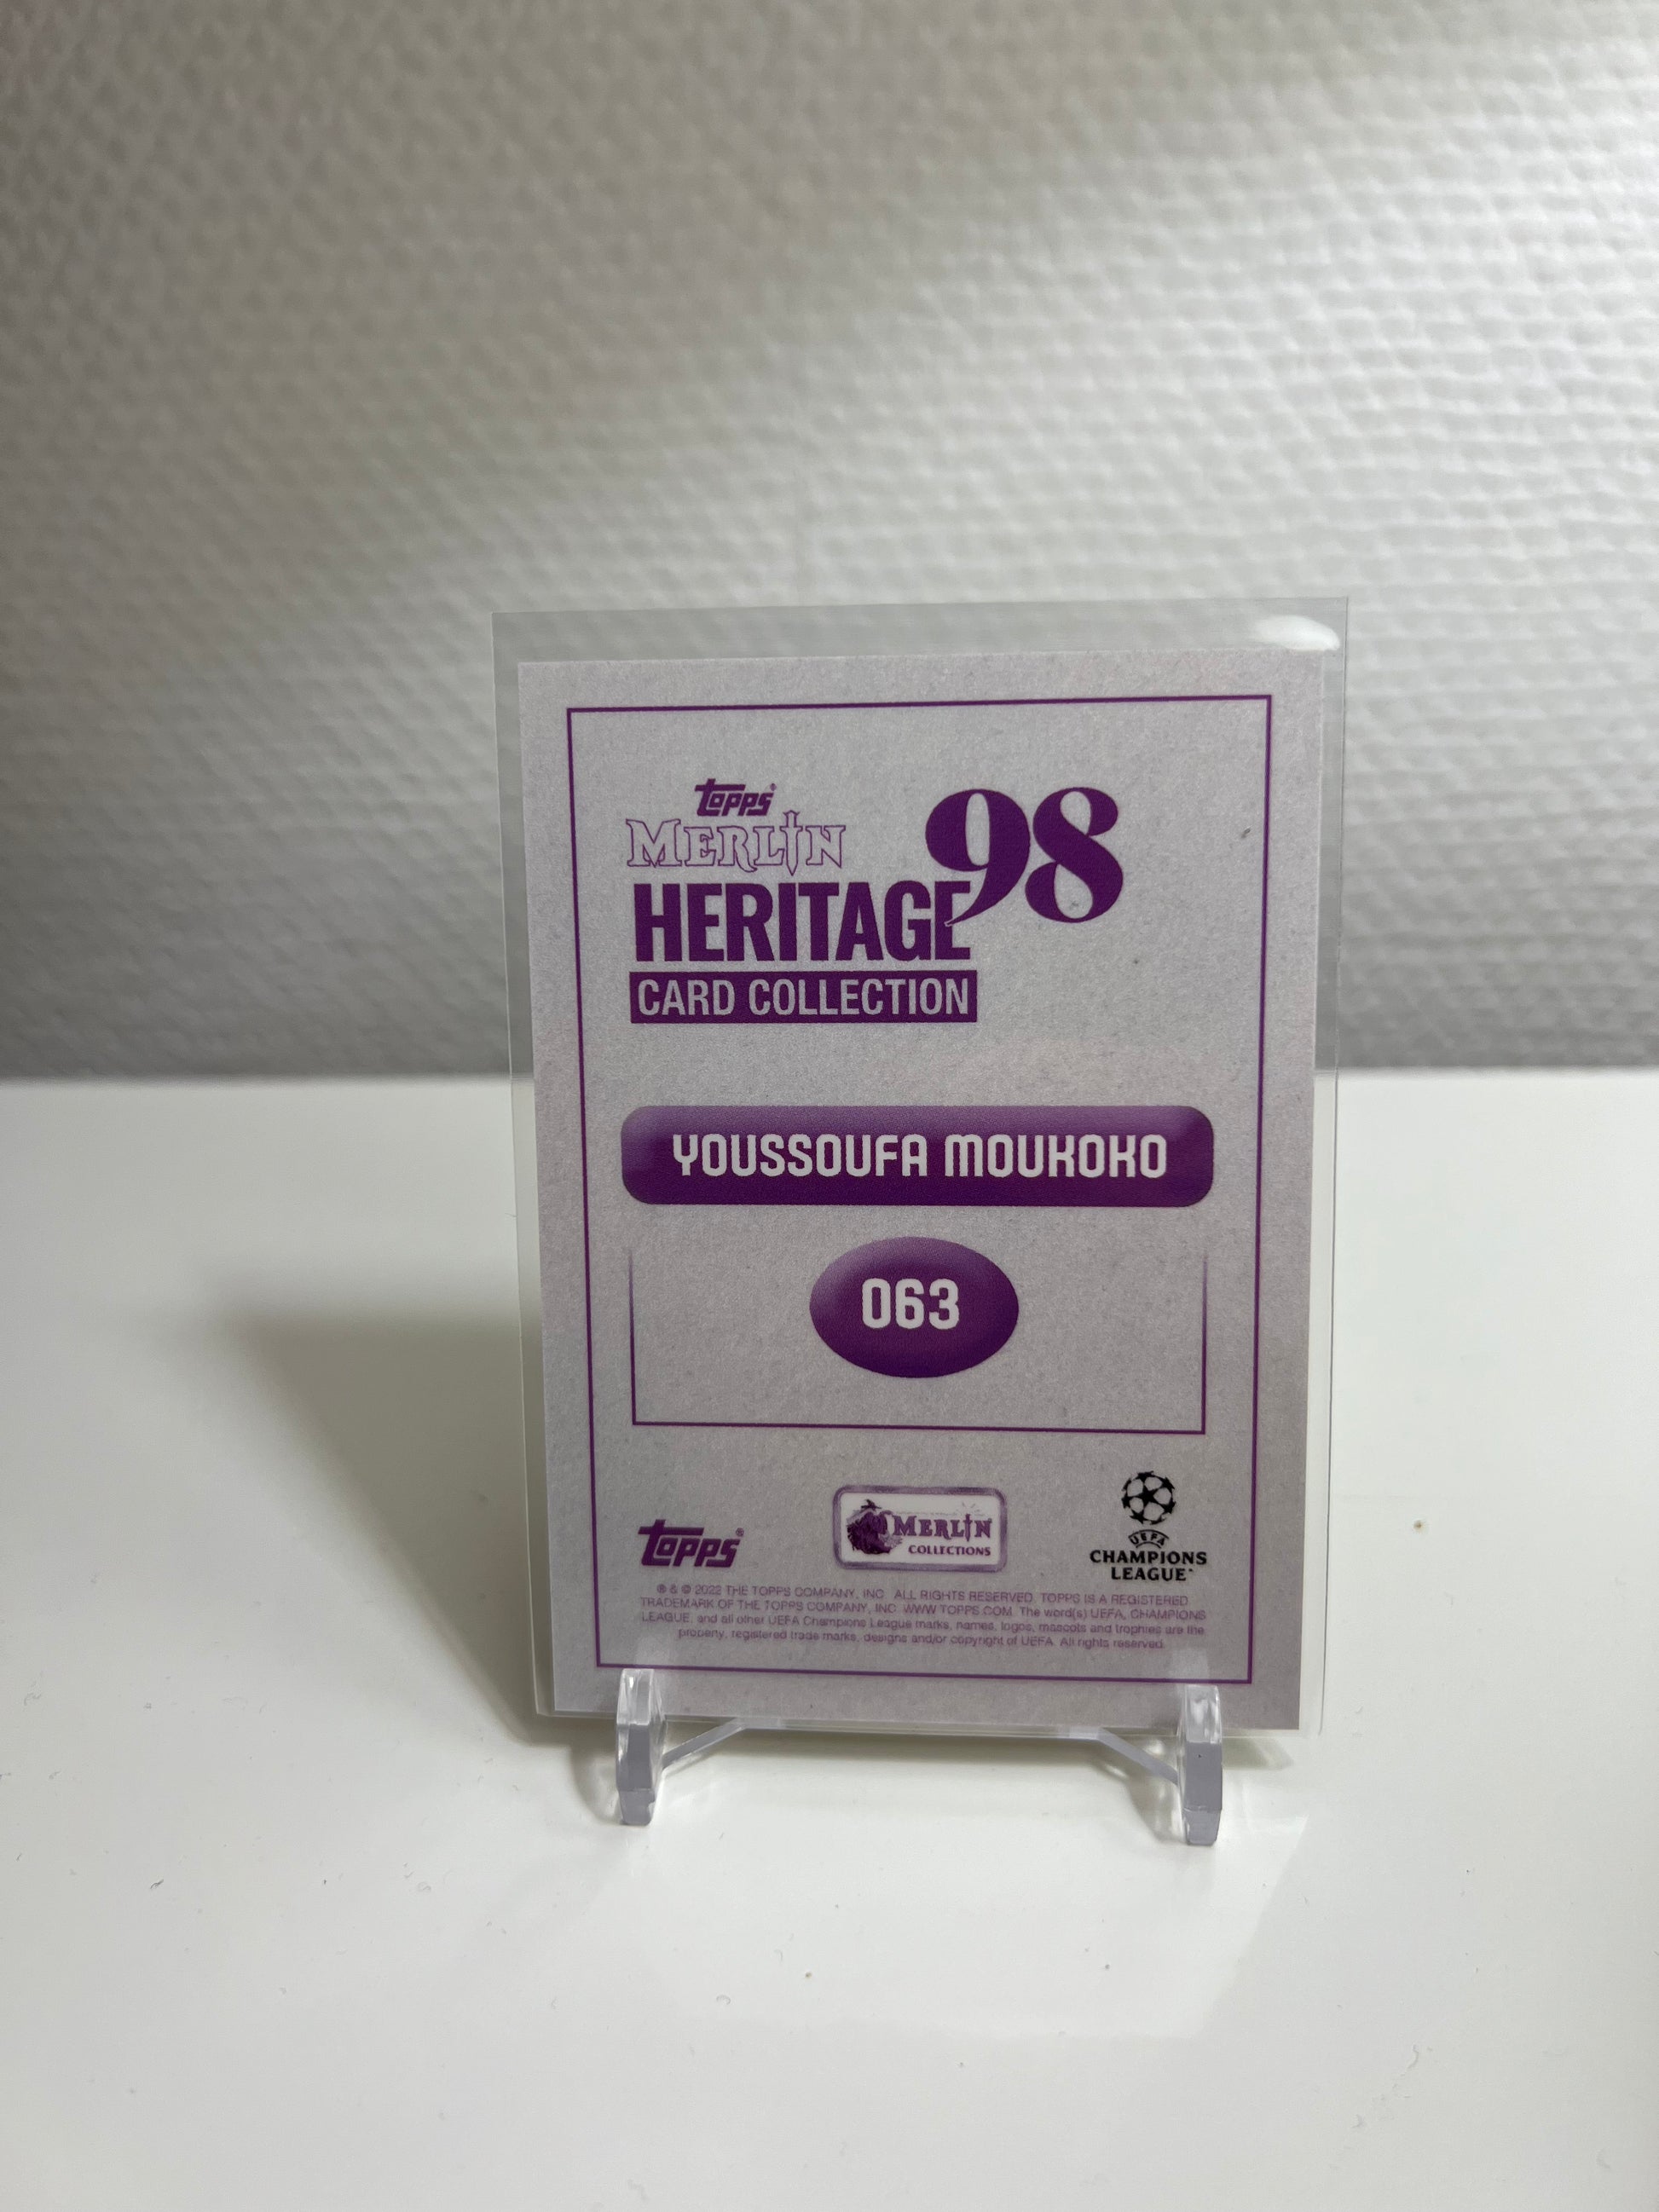 Topps
MERLIN
HERITAGE 98
CARD COLLECTION
YOUSSOUFA MOUKOKO
063
Topps®
MERLIN
COLLECTIONS
UEFA
CHAMPIONS
LEAGUE
® & © 2022 THE TOPPS COMPANY, INC. ALL RIGHTS RESERVED. TOPPS IS A REGISTERED
TRADEMARK OF THE TOPPS COMPANY, INC. WWW.TOPPS.COM. The word(s) UEFA, CHAMPIONS
LEAGUE, and all other UEFA Champions League marks, names, logos, mascots and trophies are the
property, registered trade marks, designs and/or copyright of UEFA. All rights reserved.